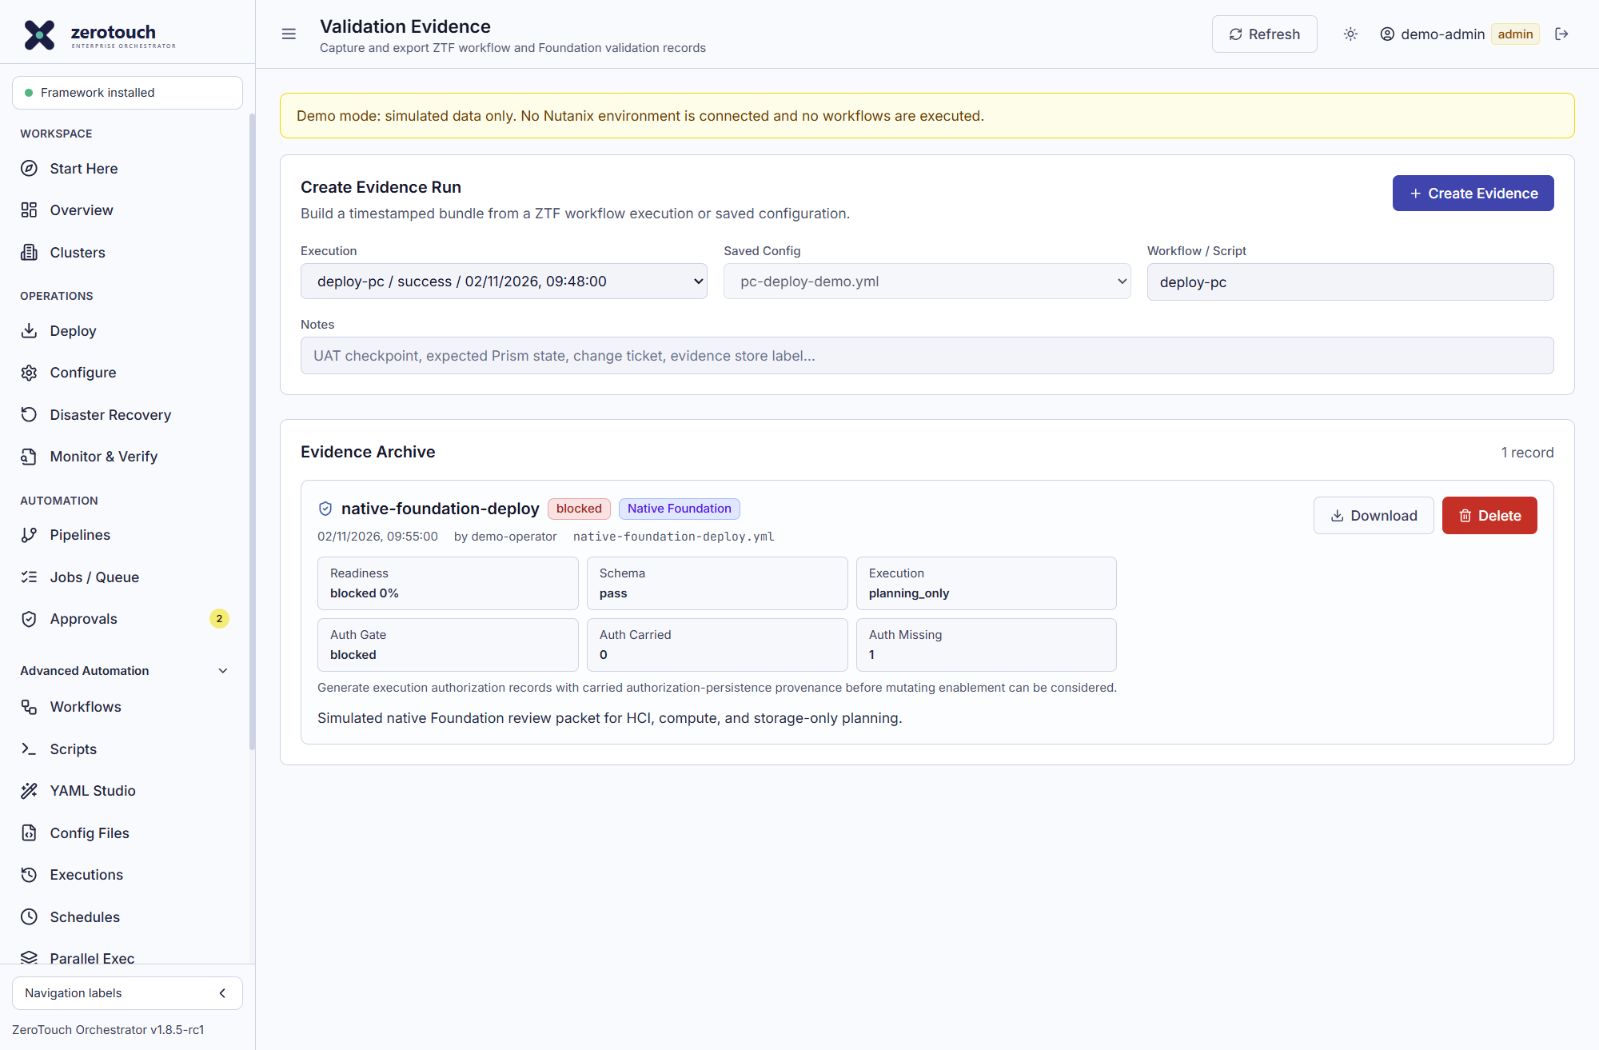 zerotouch
ENTERPRISE ORCHESTRATOR
Framework installed
WORKSPACE
Start Here
Overview
Clusters
OPERATIONS
Deploy
Configure
Disaster Recovery
Monitor & Verify
AUTOMATION
Pipelines
Jobs / Queue
Approvals 2
Advanced Automation
Workflows
Scripts
YAML Studio
Config Files
Executions
Schedules
Parallel Exec
Navigation labels
ZeroTouch Orchestrator v1.8.5-rc1
Validation Evidence
Capture and export ZTF workflow and Foundation validation records
Refresh
demo-admin admin
Demo mode: simulated data only. No Nutanix environment is connected and no workflows are executed.
Create Evidence Run
Build a timestamped bundle from a ZTF workflow execution or saved configuration.
+ Create Evidence
Execution
deploy-pc / success / 02/11/2026, 09:48:00
Saved Config
pc-deploy-demo.yml
Workflow / Script
deploy-pc
Notes
UAT checkpoint, expected Prism state, change ticket, evidence store label...
Evidence Archive
1 record
native-foundation-deploy blocked Native Foundation
02/11/2026, 09:55:00 by demo-operator native-foundation-deploy.yml
Download
Delete
Readiness
blocked 0%
Schema
pass
Execution
planning_only
Auth Gate
blocked
Auth Carried
0
Auth Missing
1
Generate execution authorization records with carried authorization-persistence provenance before mutating enablement can be considered.
Simulated native Foundation review packet for HCI, compute, and storage-only planning.